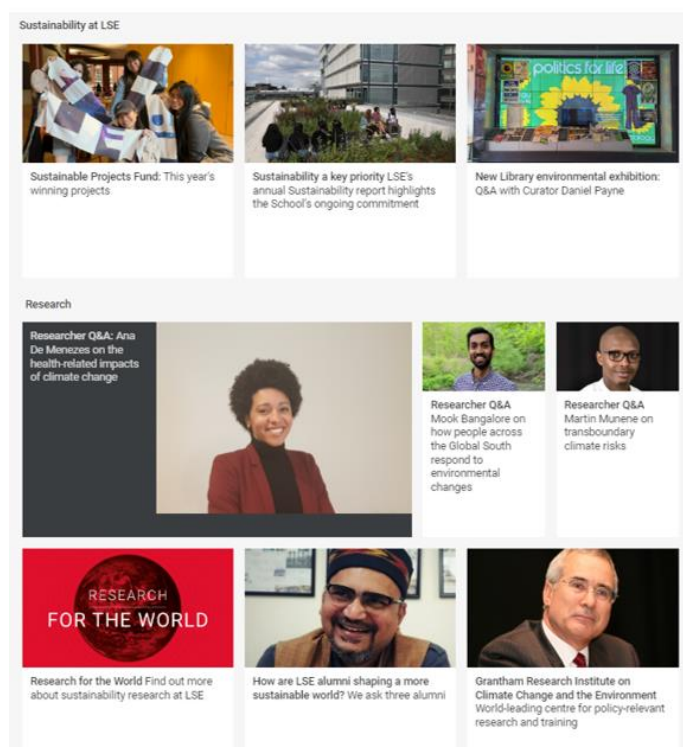 Sustainability at LSE
politics for life
Sustainable Projects Fund: This year's
winning projects
Sustainability a key priority LSE's
annual Sustainability report highlights
the School's ongoing commitment
New Library environmental exhibition:
Q&A with Curator Daniel Payne
Research
Researcher Q&A: Ana
De Menezes on the
health-related impacts
of climate change
Researcher Q&A
Mook Bangalore on
how people across
the Global South
respond to
environmental
changes
Researcher Q&A
Martin Munene on
transboundary
climate risks
RESEARCH
FOR THE WORLD
Research for the World Find out more
about sustainability research at LSE
How are LSE alumni shaping a more
sustainable world? We ask three alumni
Grantham Research Institute on
Climate Change and the Environment
World-leading centre for policy-relevant
research and training